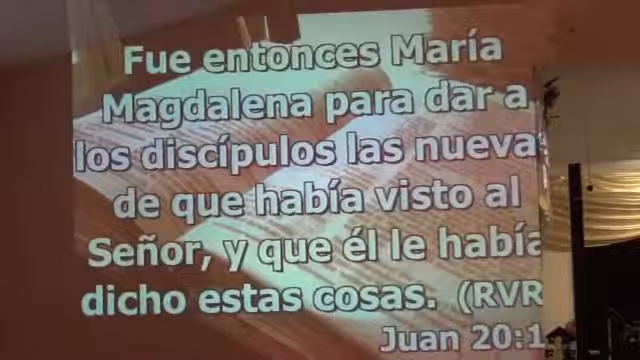 Fue entonces María
Magdalena para dar a
los discípulos las nueva
de que había visto al
Señor, y que él le había
dicho estas cosas. (RVR
Juan 20:1